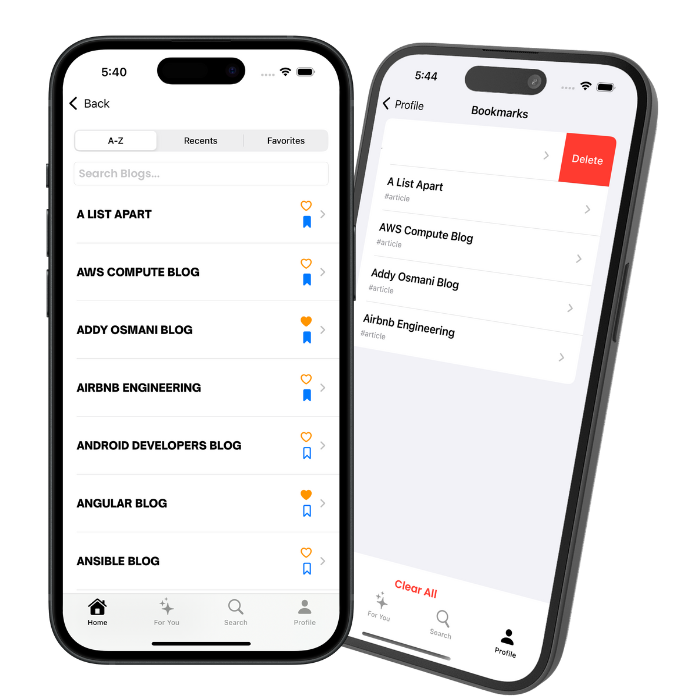 5:40
Back
A-Z Recents Favorites
Search Blogs...
A LIST APART
AWS COMPUTE BLOG
ADDY OSMANI BLOG
AIRBNB ENGINEERING
ANDROID DEVELOPERS BLOG
ANGULAR BLOG
ANSIBLE BLOG
Home For You Search Profile
5:44
Profile Bookmarks
Delete
A List Apart
#article
AWS Compute Blog
#article
Addy Osmani Blog
#article
Airbnb Engineering
#article
Clear All
For You Search Profile